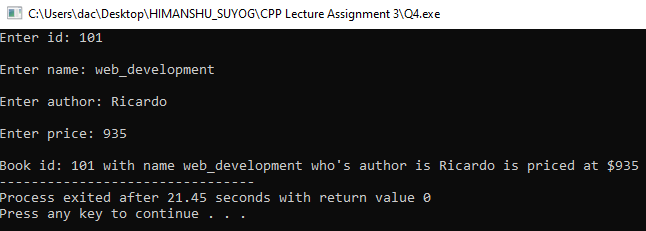 C:\Users\dac\Desktop\HIMANSHU_SUYOG\CPP Lecture Assignment 3\Q4.exe
Enter id: 101
Enter name: web_development
Enter author: Ricardo
Enter price: 935
Book id: 101 with name web_development who's author is Ricardo is priced at $935
--------------------------------
Process exited after 21.45 seconds with return value 0
Press any key to continue . . .